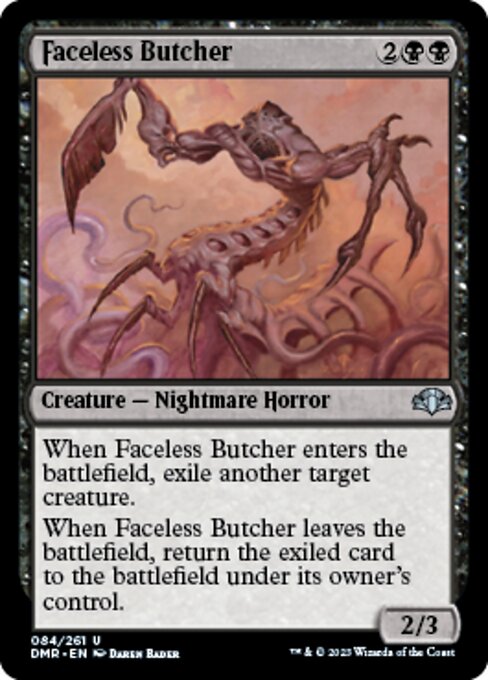 Faceless Butcher 2
Creature — Nightmare Horror
When Faceless Butcher enters the
battlefield, exile another target
creature.
When Faceless Butcher leaves the
battlefield, return the exiled card
to the battlefield under its owner's
control.
2/3
084/261 U
DMR • EN Daren Bader ™ & © 2023 Wizards of the Coast